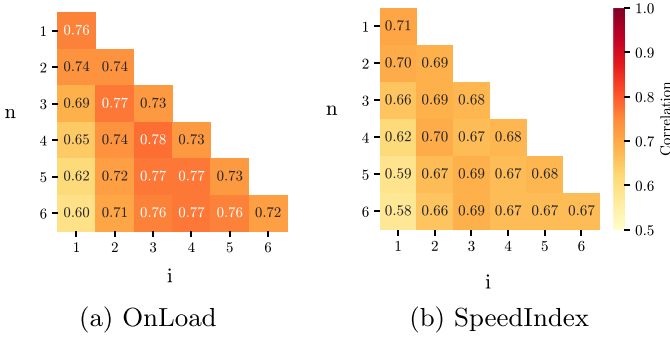 1 0.76
2 0.74 0.74
3 0.69 0.77 0.73
n
4 0.65 0.74 0.78 0.73
5 0.62 0.72 0.77 0.77 0.73
6 0.60 0.71 0.76 0.77 0.76 0.72
1 2 3 4 5 6
i
(a) OnLoad
1 0.71
2 0.70 0.69
3 0.66 0.69 0.68
n
4 0.62 0.70 0.67 0.68
5 0.59 0.67 0.69 0.67 0.68
6 0.58 0.66 0.69 0.67 0.67 0.67
1 2 3 4 5 6
i
(b) SpeedIndex
1.0
0.9
0.8
0.7
0.6
0.5
Correlation